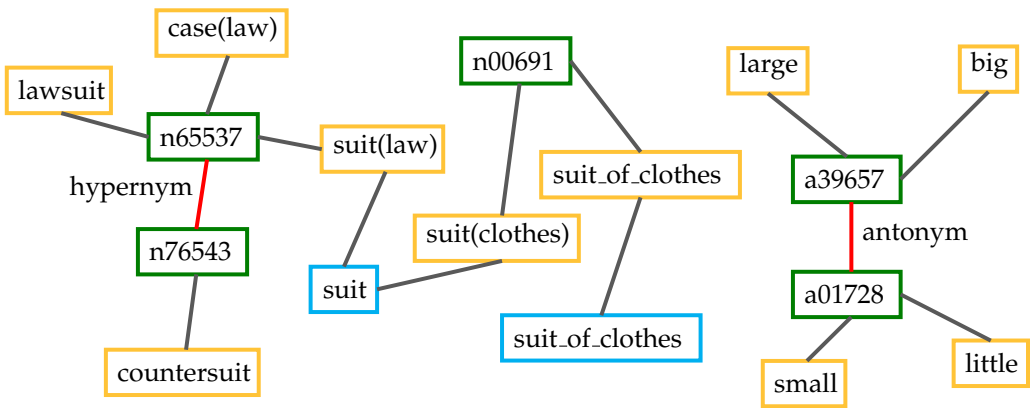 case(law)
n00691
large
big
lawsuit
n65537
suit(law)
suit_of_clothes
a39657
hypernym
suit(clothes)
antonym
n76543
suit
a01728
suit_of_clothes
countersuit
small
little